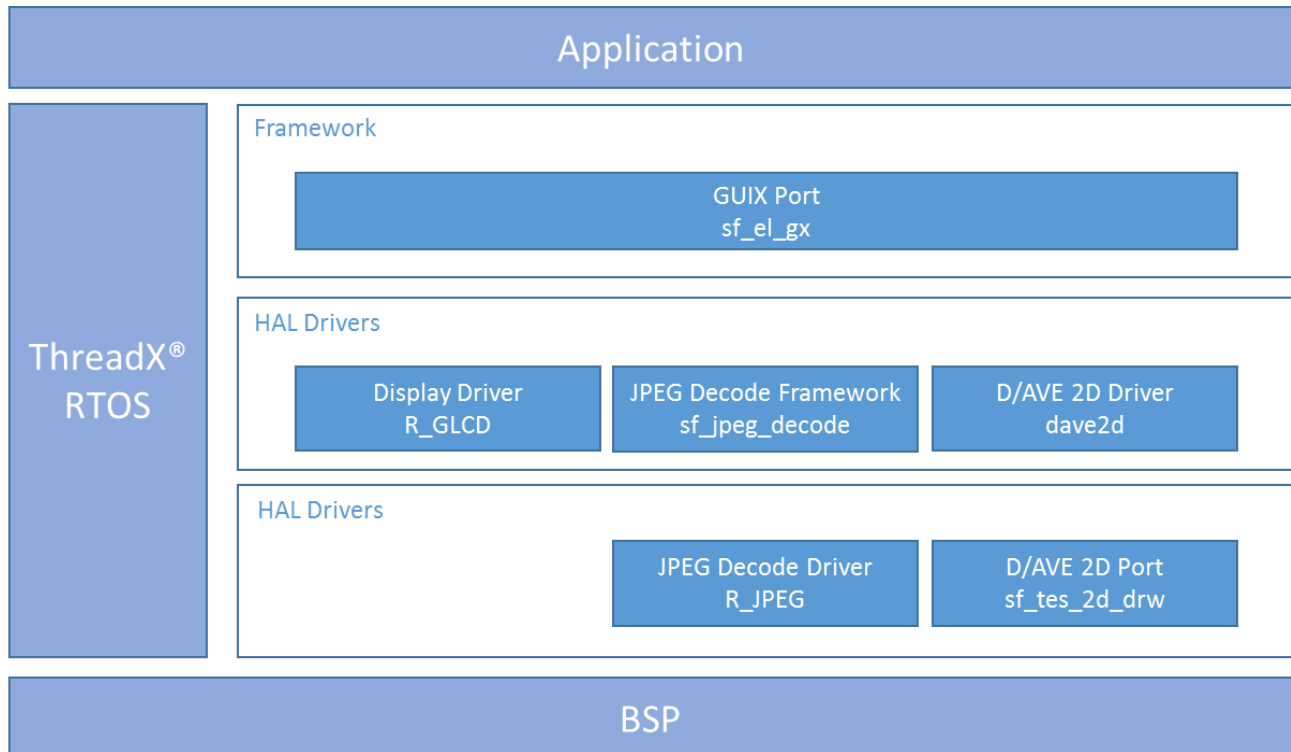 Application
ThreadX®
RTOS
Framework
GUIX Port
sf_el_gx
HAL Drivers
Display Driver
R_GLCD
JPEG Decode Framework
sf_jpeg_decode
D/AVE 2D Driver
dave2d
HAL Drivers
JPEG Decode Driver
R_JPEG
D/AVE 2D Port
sf_tes_2d_drw
BSP